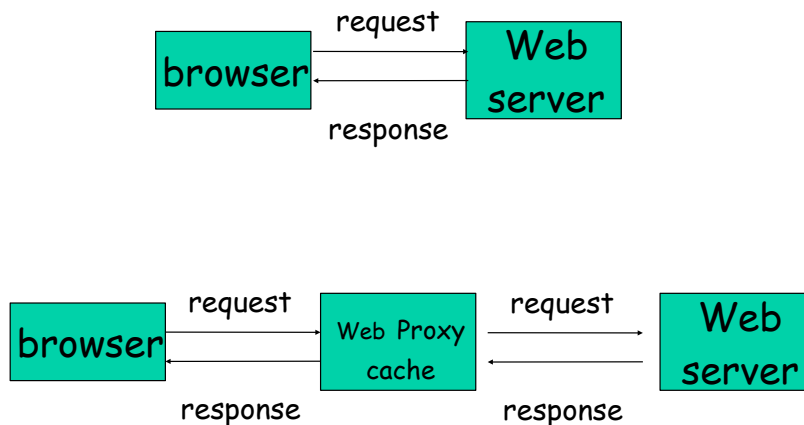 request
browser
Web
server
response
request
request
browser
Web Proxy
cache
Web
server
response
response